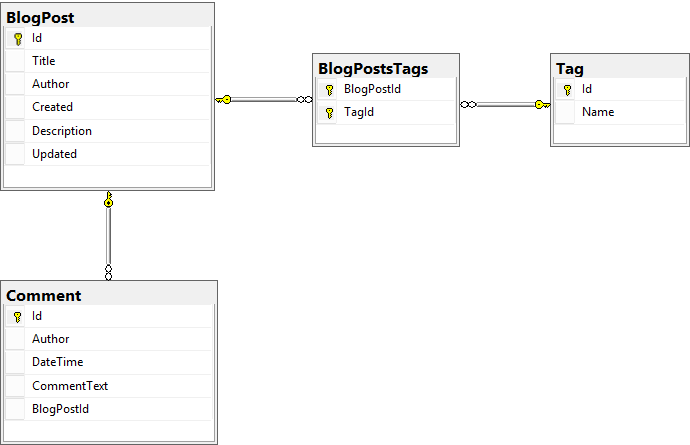 BlogPost
Id
Title
Author
Created
Description
Updated
BlogPostsTags
BlogPostId
TagId
Tag
Id
Name
Comment
Id
Author
DateTime
CommentText
BlogPostId